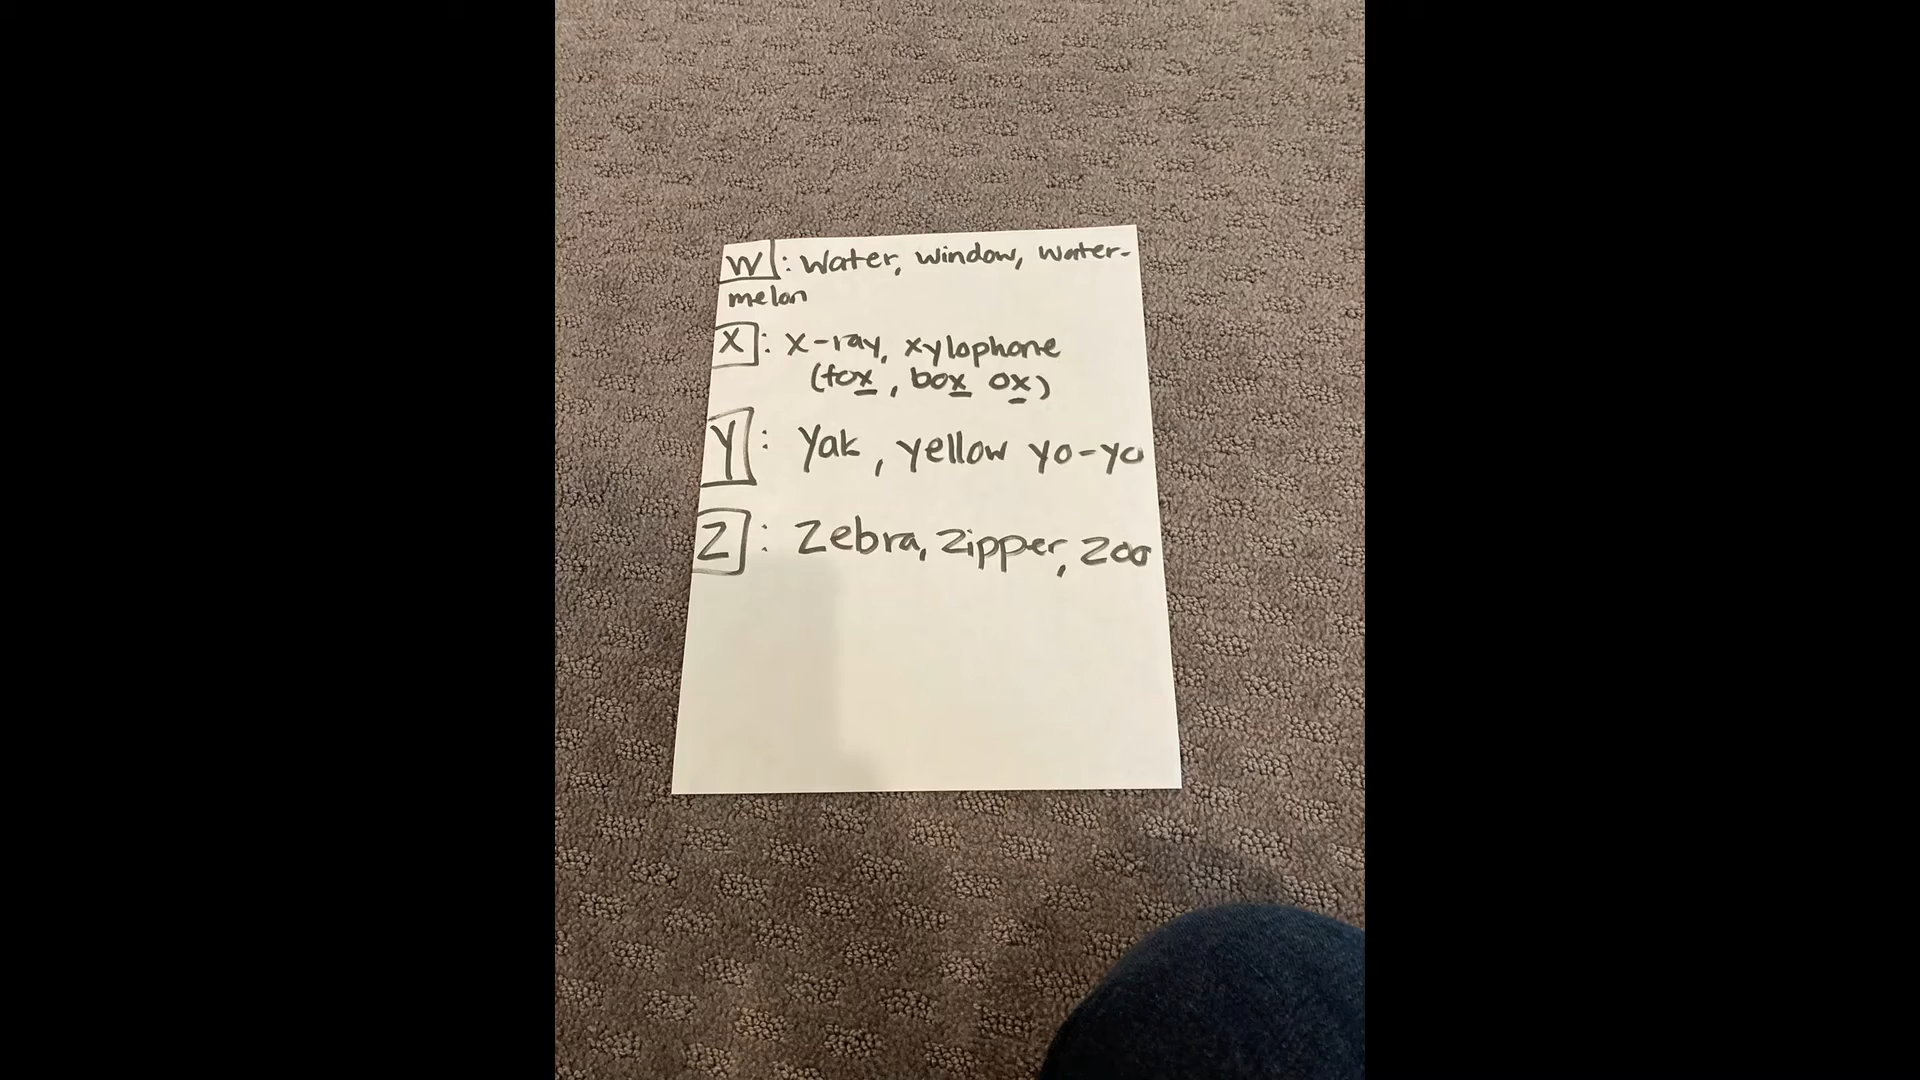 W: Water, window, water-
melon
X: X-ray, xylophone
(fox, box ox)
Y: Yak, yellow yo-yo
Z: Zebra, Zipper, Zoo